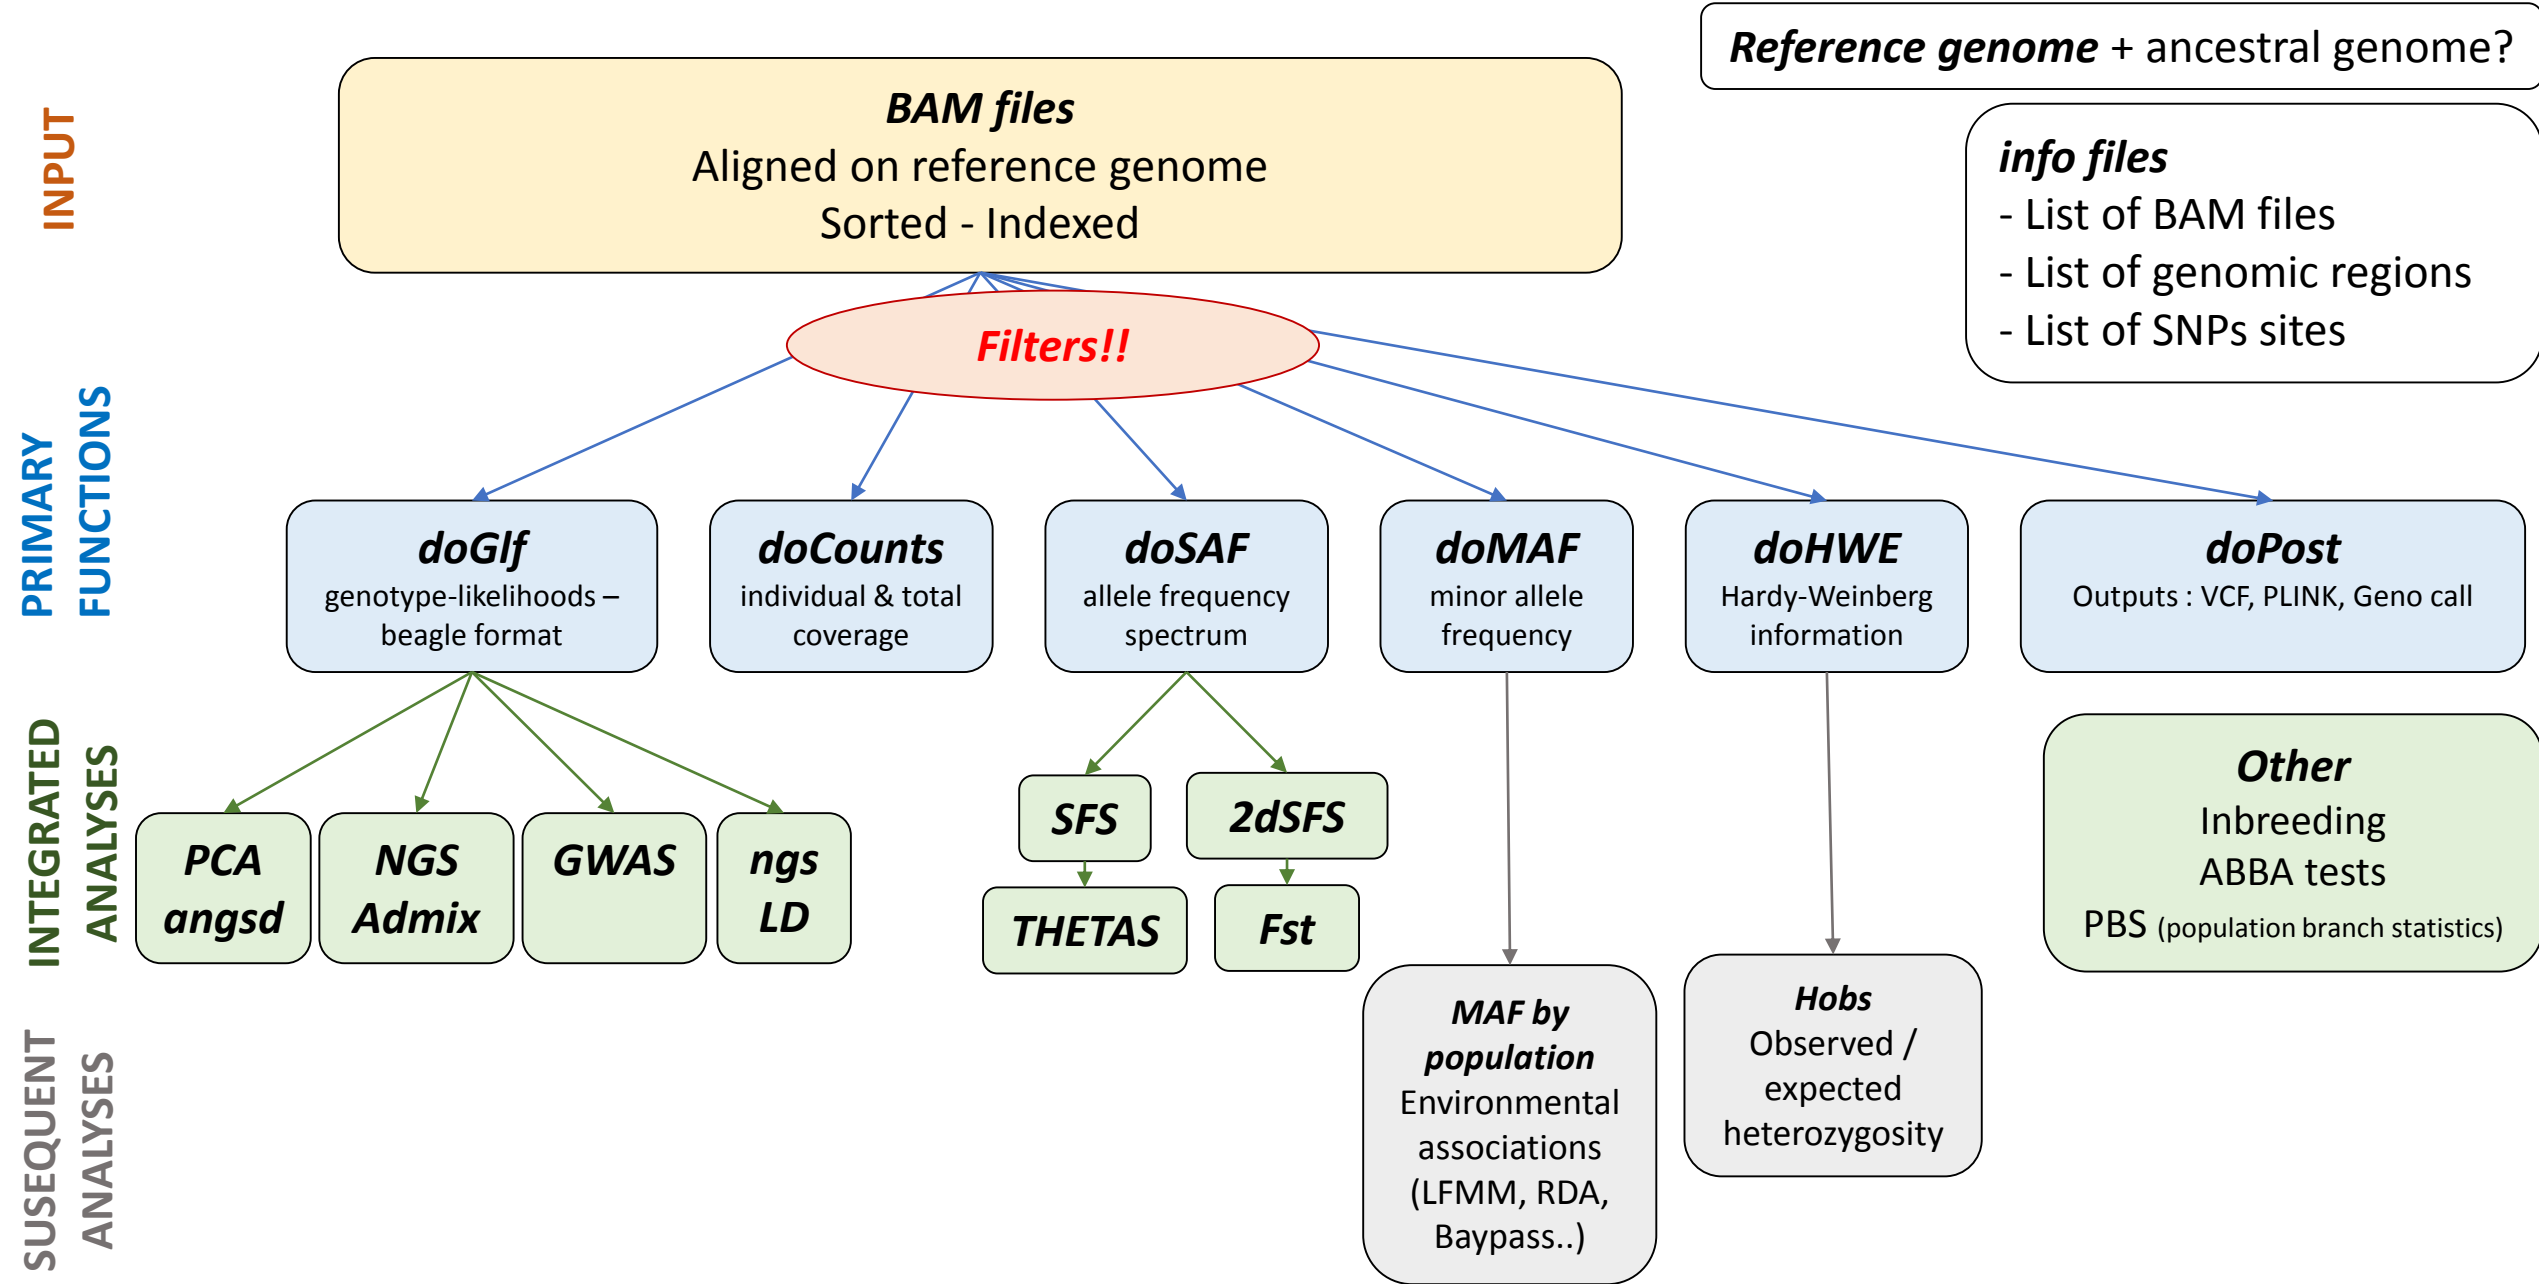 Reference genome + ancestral genome?
INPUT
BAM files
Aligned on reference genome
Sorted - Indexed
info files
- List of BAM files
- List of genomic regions
- List of SNPs sites
Filters!!
PRIMARY
FUNCTIONS
doGlf
genotype-likelihoods –
beagle format
doCounts
individual & total
coverage
doSAF
allele frequency
spectrum
doMAF
minor allele
frequency
doHWE
Hardy-Weinberg
information
doPost
Outputs : VCF, PLINK, Geno call
INTEGRATED
ANALYSES
PCA
angsd
NGS
Admix
GWAS
ngs
LD
SFS
THETAS
2dSFS
Fst
Other
Inbreeding
ABBA tests
PBS (population branch statistics)
SUSEQUENT
ANALYSES
MAF by
population
Environmental
associations
(LFMM, RDA,
Baypass..)
Hobs
Observed /
expected
heterozygosity